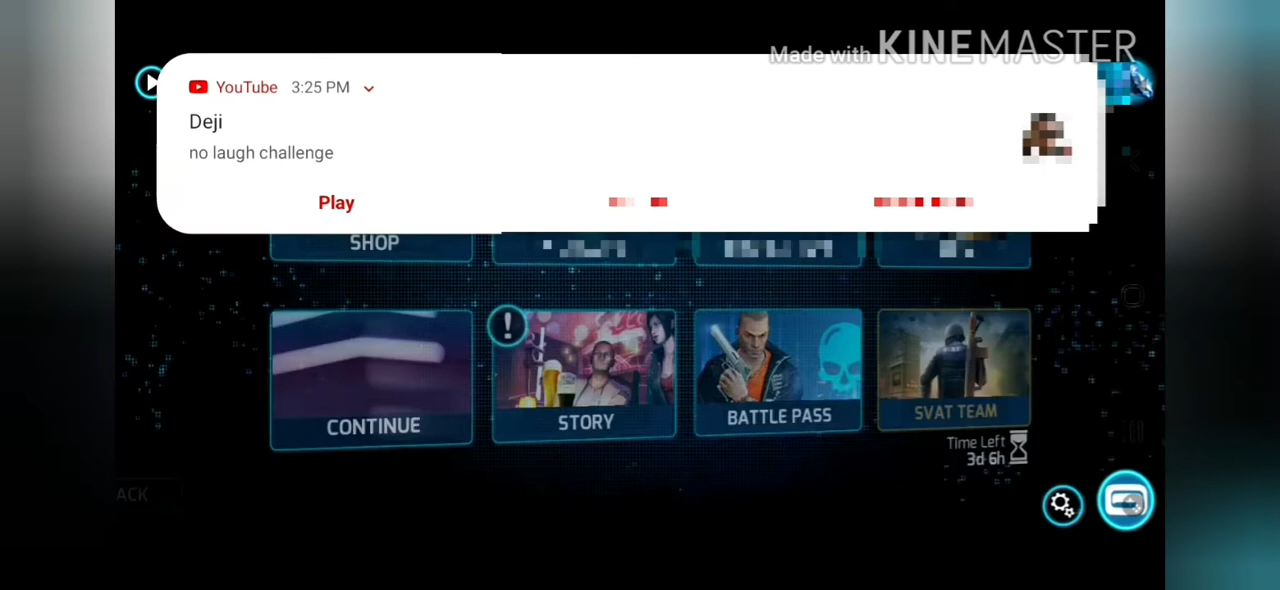 Made with KINEMASTER
YouTube 3:25 PM
Deji
no laugh challenge
Play
SHOP
CONTINUE
STORY
BATTLE PASS
SVAT TEAM
Time Left
3d 6h
ACK